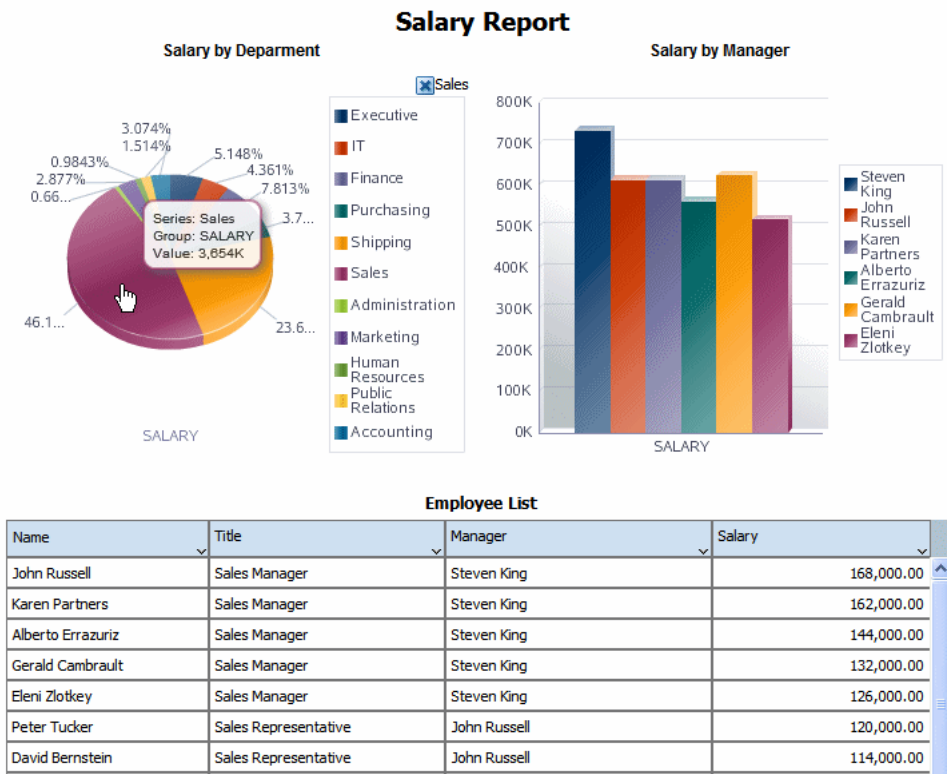 Salary Report
Salary by Deparment
Salary by Manager
Sales
3.074%
1.514%
0.9843%
2.877%
0.66...
5.148%
4.361%
7.813%
3.7...
46.1...
23.6...
Series: Sales
Group: SALARY
Value: 3,654K
SALARY
Executive
IT
Finance
Purchasing
Shipping
Sales
Administration
Marketing
Human
Resources
Public
Relations
Accounting
800K
700K
600K
500K
400K
300K
200K
100K
0K
SALARY
Steven
King
John
Russell
Karen
Partners
Alberto
Errazuriz
Gerald
Cambrault
Eleni
Zlotkey
Employee List
Name Title Manager Salary
John Russell Sales Manager Steven King 168,000.00
Karen Partners Sales Manager Steven King 162,000.00
Alberto Errazuriz Sales Manager Steven King 144,000.00
Gerald Cambrault Sales Manager Steven King 132,000.00
Eleni Zlotkey Sales Manager Steven King 126,000.00
Peter Tucker Sales Representative John Russell 120,000.00
David Bernstein Sales Representative John Russell 114,000.00